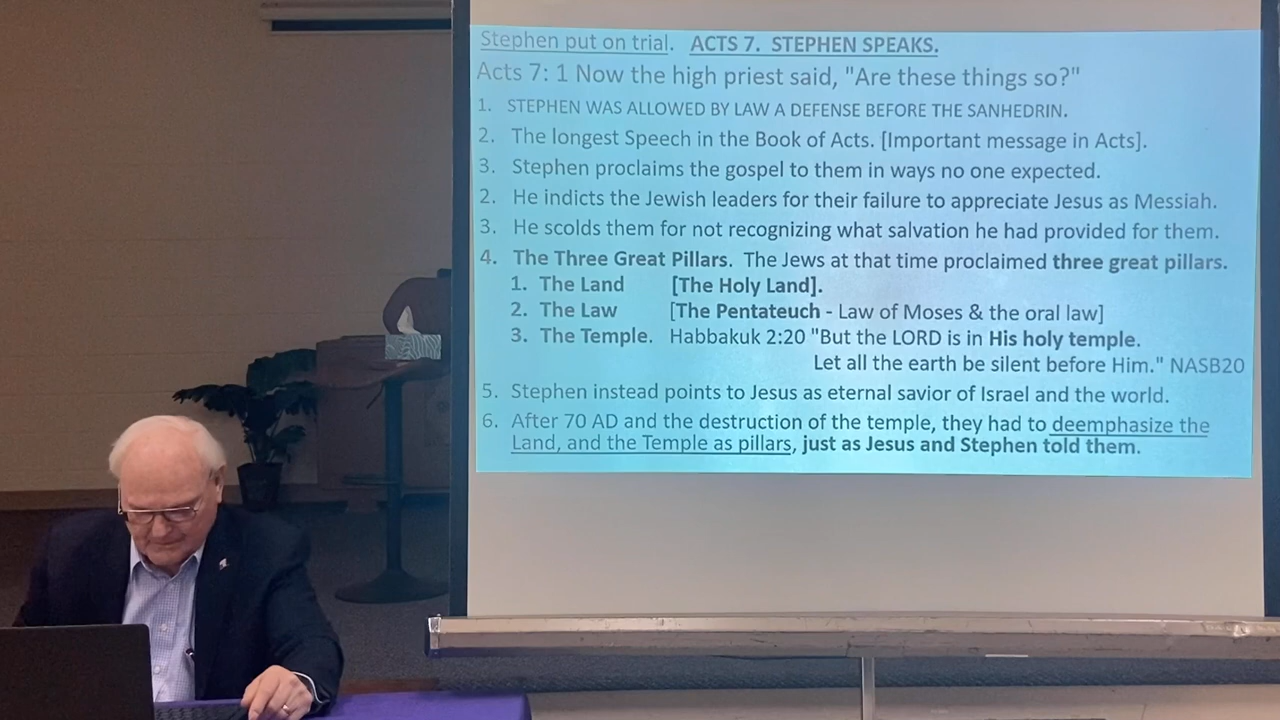 Stephen put on trial. ACTS 7. STEPHEN SPEAKS.
Acts 7: 1 Now the high priest said, "Are these things so?"
1. STEPHEN WAS ALLOWED BY LAW A DEFENSE BEFORE THE SANHEDRIN.
2. The longest Speech in the Book of Acts. [Important message in Acts].
3. Stephen proclaims the gospel to them in ways no one expected.
2. He indicts the Jewish leaders for their failure to appreciate Jesus as Messiah.
3. He scolds them for not recognizing what salvation he had provided for them.
4. The Three Great Pillars. The Jews at that time proclaimed three great pillars.
1. The Land [The Holy Land].
2. The Law [The Pentateuch - Law of Moses & the oral law]
3. The Temple. Habbakuk 2:20 "But the LORD is in His holy temple.
Let all the earth be silent before Him." NASB20
5. Stephen instead points to Jesus as eternal savior of Israel and the world.
6. After 70 AD and the destruction of the temple, they had to deemphasize the
Land, and the Temple as pillars, just as Jesus and Stephen told them.